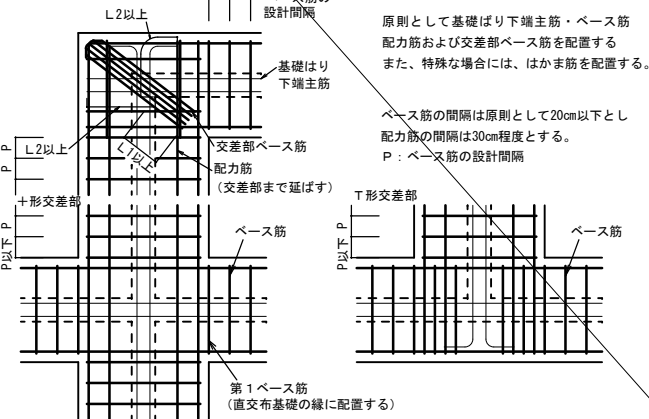 L2以上
設計間隔
基礎はり
下端主筋
原則として基礎ばり下端主筋・ベース筋
配力筋および交差部ベース筋を配置する
また、特殊な場合には、はかま筋を配置する。
ベース筋の間隔は原則として20cm以下とし
配力筋の間隔は30cm程度とする。
P：ベース筋の設計間隔
L2以上
L1以上
交差部ベース筋
配力筋
（交差部まで延ばす）
P
P
+形交差部
P
P以下
ベース筋
第1ベース筋
（直交布基礎の縁に配置する）
T形交差部
P
P以下
ベース筋